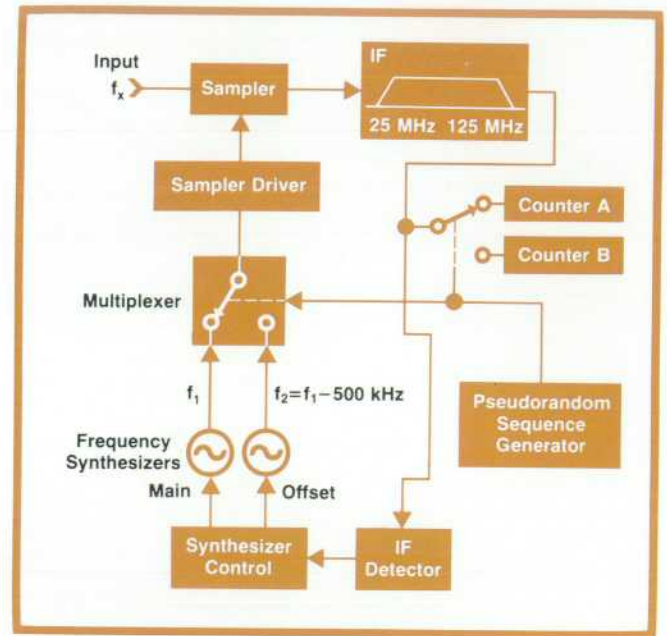 Input
fx
Sampler
IF
25 MHz 125 MHz
Sampler Driver
Counter A
Counter B
Multiplexer
f1
f2=f1−500 kHz
Pseudorandom
Sequence
Generator
Frequency
Synthesizers
Main
Offset
Synthesizer
Control
IF
Detector